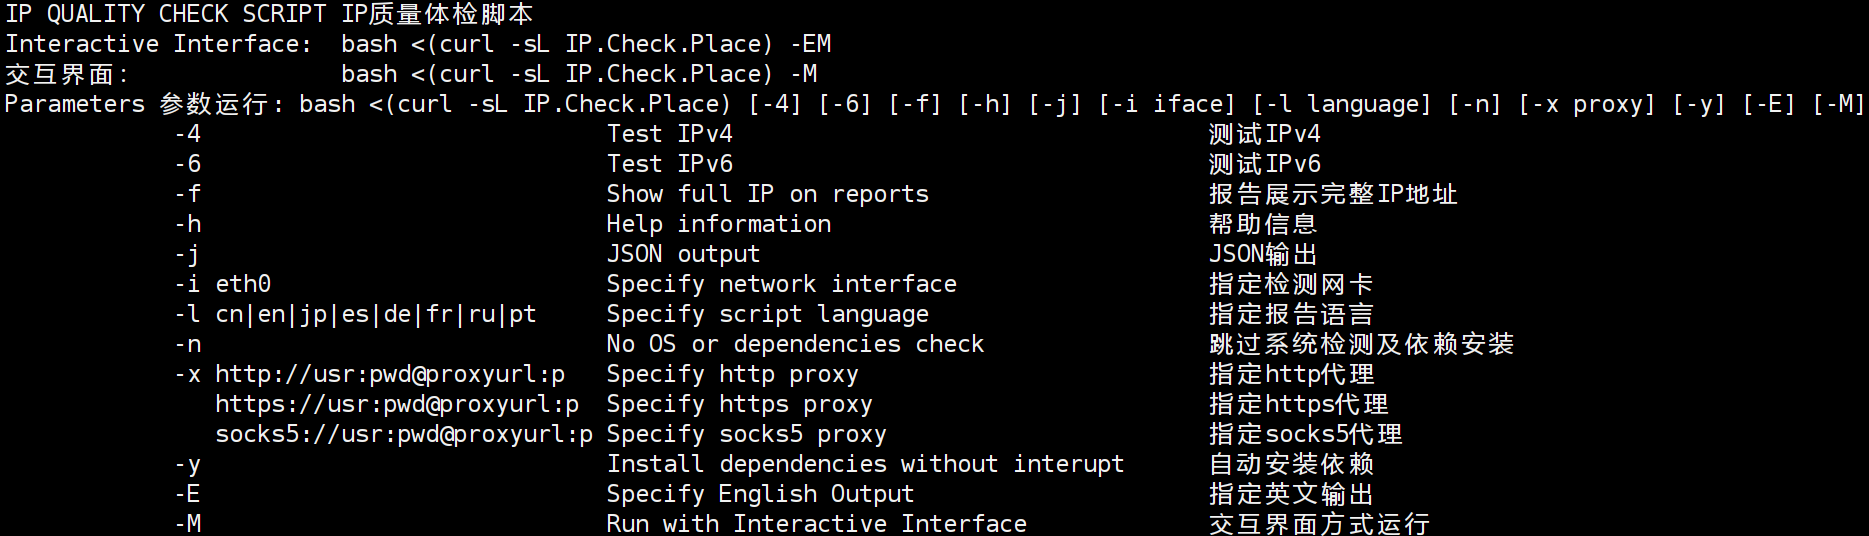 IP QUALITY CHECK SCRIPT IP质量体检脚本
Interactive Interface:  bash <(curl -sL IP.Check.Place) -EM
交互界面：               bash <(curl -sL IP.Check.Place) -M
Parameters 参数运行: bash <(curl -sL IP.Check.Place) [-4] [-6] [-f] [-h] [-j] [-i iface] [-l language] [-n] [-x proxy] [-y] [-E] [-M]
            -4                             Test IPv4                                  测试IPv4
            -6                             Test IPv6                                  测试IPv6
            -f                             Show full IP on reports                    报告展示完整IP地址
            -h                             Help information                           帮助信息
            -j                             JSON output                                JSON输出
            -i eth0                        Specify network interface                  指定检测网卡
            -l cn|en|jp|es|de|fr|ru|pt     Specify script language                    指定报告语言
            -n                             No OS or dependencies check                跳过系统检测及依赖安装
            -x http://usr:pwd@proxyurl:p   Specify http proxy                         指定http代理
               https://usr:pwd@proxyurl:p  Specify https proxy                        指定https代理
               socks5://usr:pwd@proxyurl:p Specify socks5 proxy                       指定socks5代理
            -y                             Install dependencies without interupt      自动安装依赖
            -E                             Specify English Output                     指定英文输出
            -M                             Run with Interactive Interface             交互界面方式运行